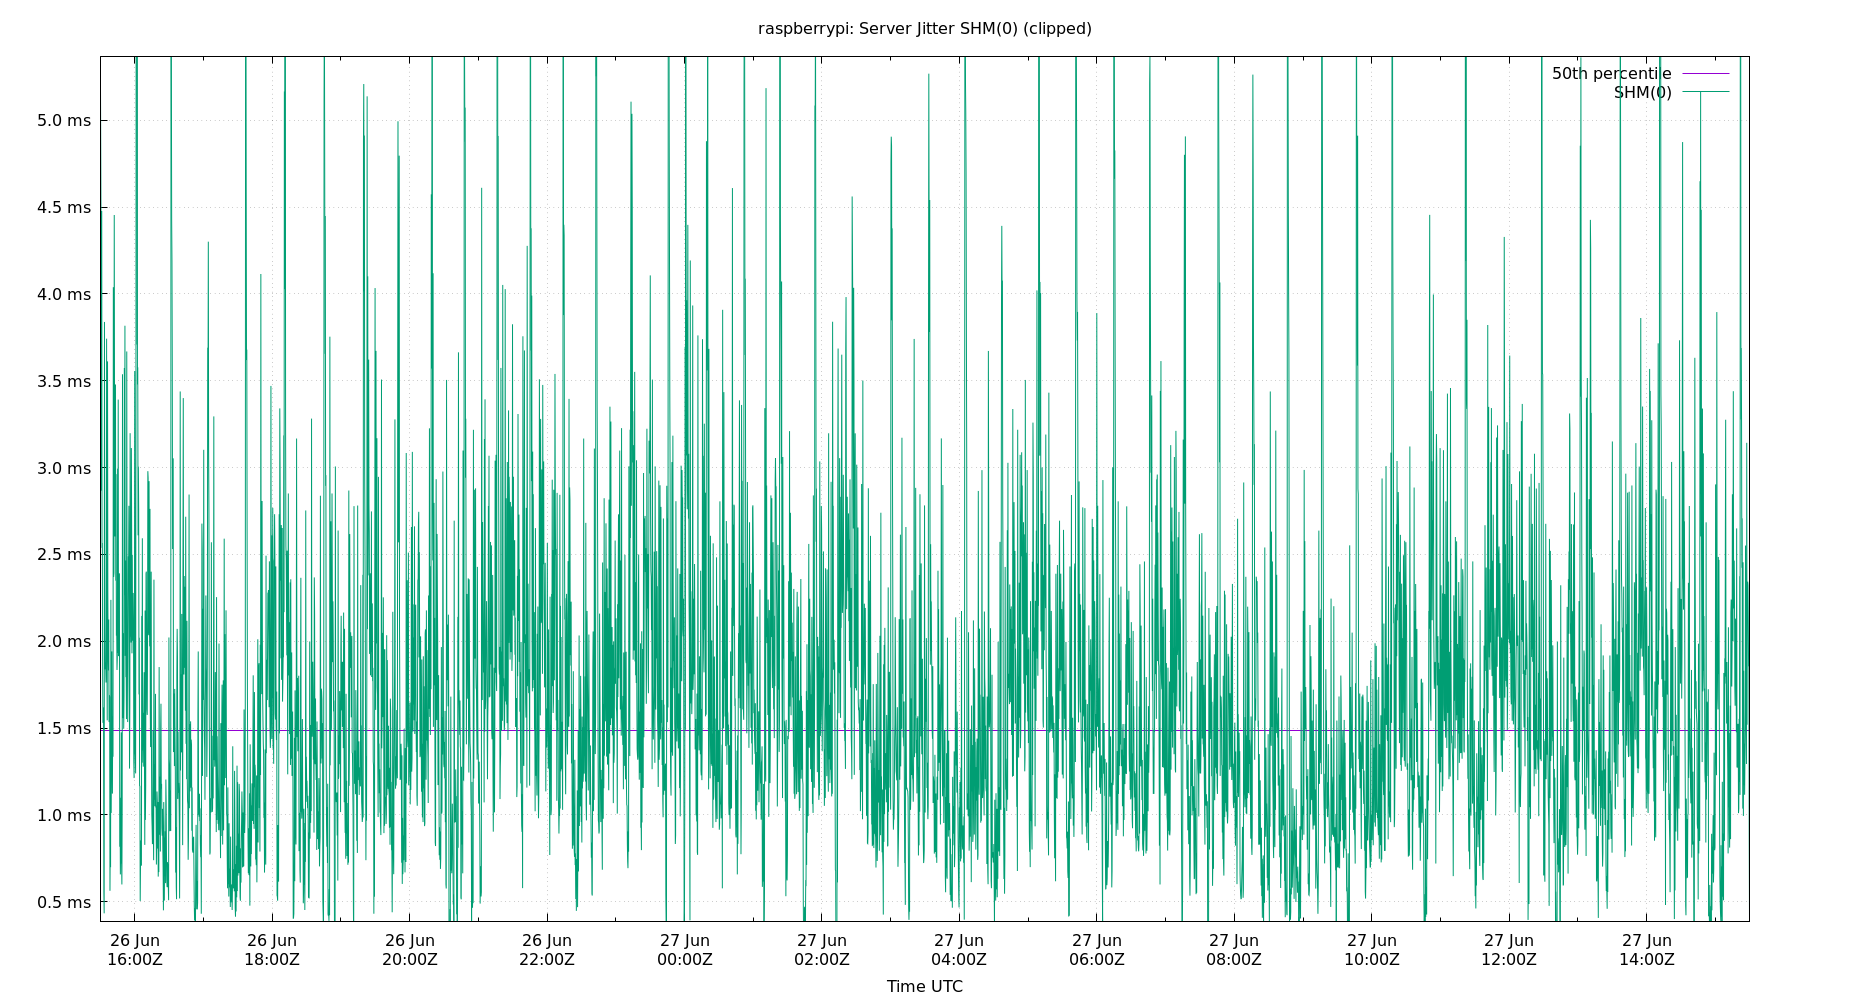 raspberrypi: Server Jitter SHM(0) (clipped)
50th percentile
SHM(0)
5.0 ms
4.5 ms
4.0 ms
3.5 ms
3.0 ms
2.5 ms
2.0 ms
1.5 ms
1.0 ms
0.5 ms
26 Jun 26 Jun 26 Jun 26 Jun 27 Jun 27 Jun 27 Jun 27 Jun 27 Jun 27 Jun 27 Jun 27 Jun
16:00Z 18:00Z 20:00Z 22:00Z 00:00Z 02:00Z 04:00Z 06:00Z 08:00Z 10:00Z 12:00Z 14:00Z
Time UTC